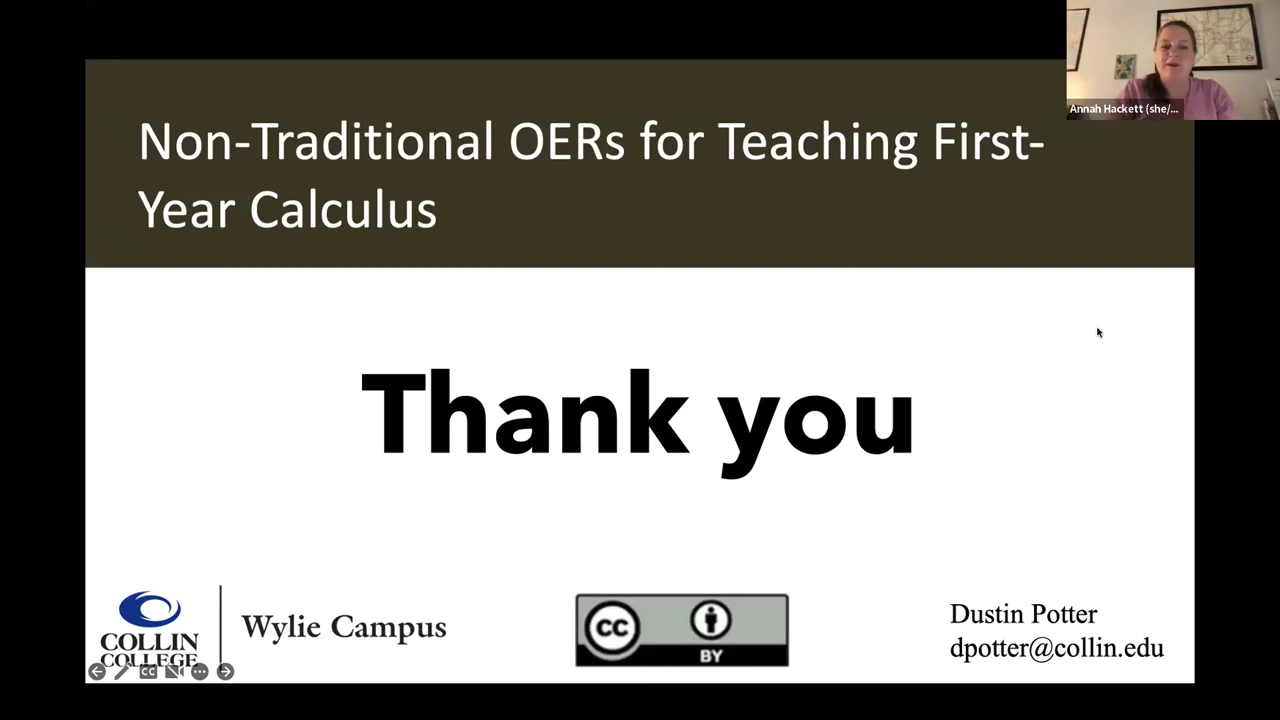 Annah Hackett (she/...
Non-Traditional OERs for Teaching First-
Year Calculus
Thank you
COLLIN
COLLEGE
Wylie Campus
CC
BY
Dustin Potter
dpotter@collin.edu
CC